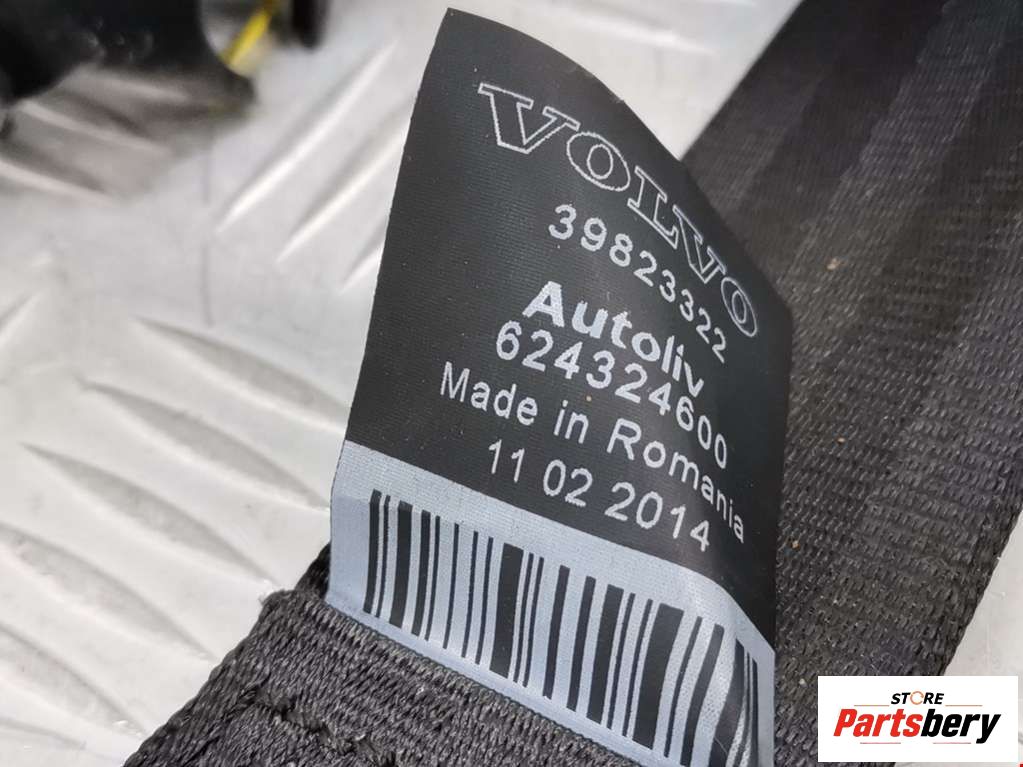 VOLVO
39823322
Autoliv
624324600
Made in Romania
11 02 2014
STORE
Partsbery